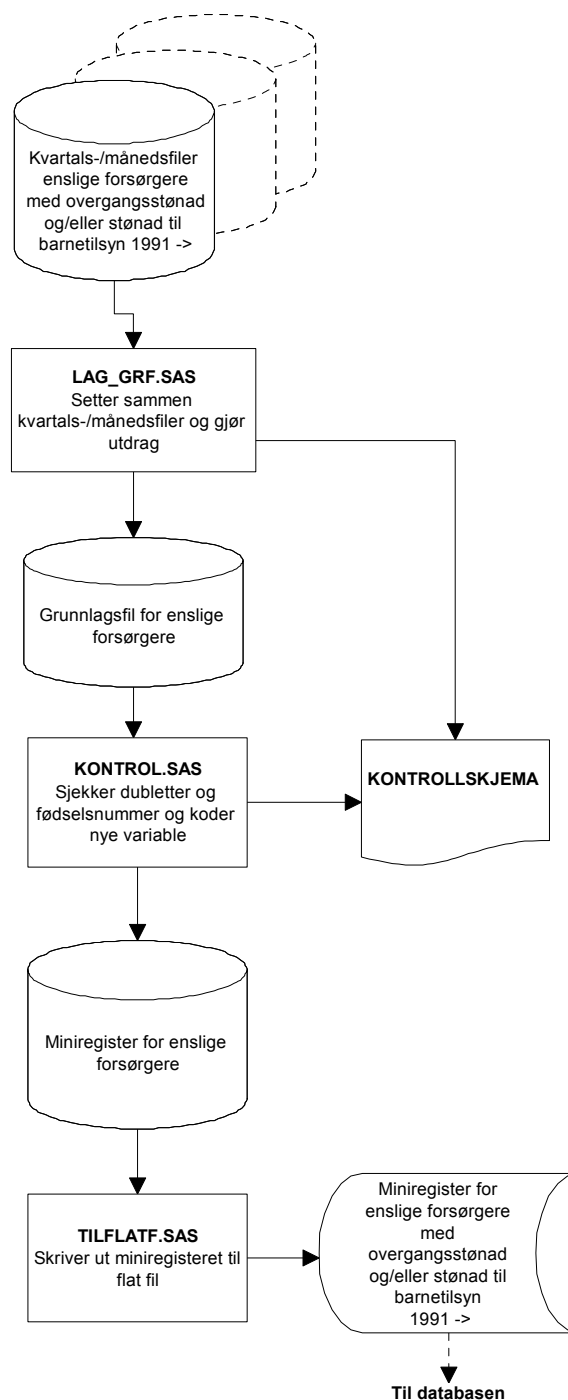 Kvartals-/månedsfiler
enslige forsørgere
med overgangsstønad
og/eller stønad til
barnetilsyn 1991 ->
LAG_GRF.SAS
Setter sammen
kvartals-/månedsfiler og gjør
utdrag
Grunnlagsfil for enslige
forsørgere
KONTROL.SAS
Sjekker dubletter og
fødselsnummer og koder
nye variable
KONTROLLSKJEMA
Miniregister for enslige
forsørgere
TILFLATF.SAS
Skriver ut miniregisteret til
flat fil
Miniregister for
enslige forsørgere
med
overgangsstønad
og/eller stønad til
barnetilsyn
1991 ->
Til databasen